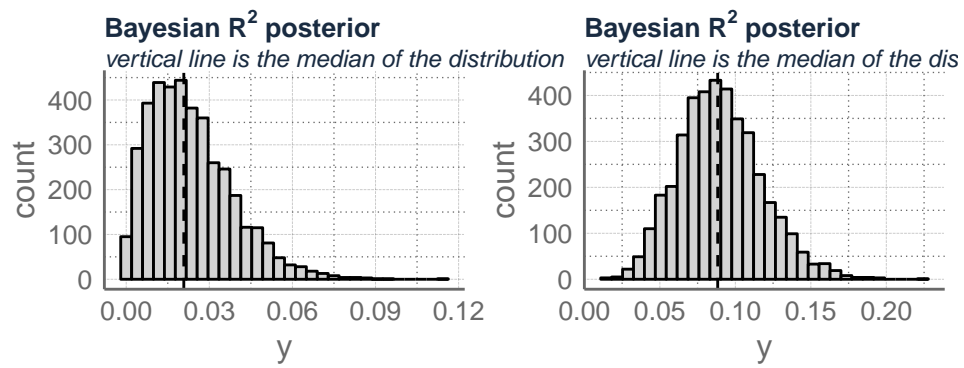 Bayesian R² posterior
vertical line is the median of the distribution
400
300
200
100
0
count
0.00 0.03 0.06 0.09 0.12
y
Bayesian R² posterior
vertical line is the median of the dis
400
300
200
100
0
count
0.00 0.05 0.10 0.15 0.20
y